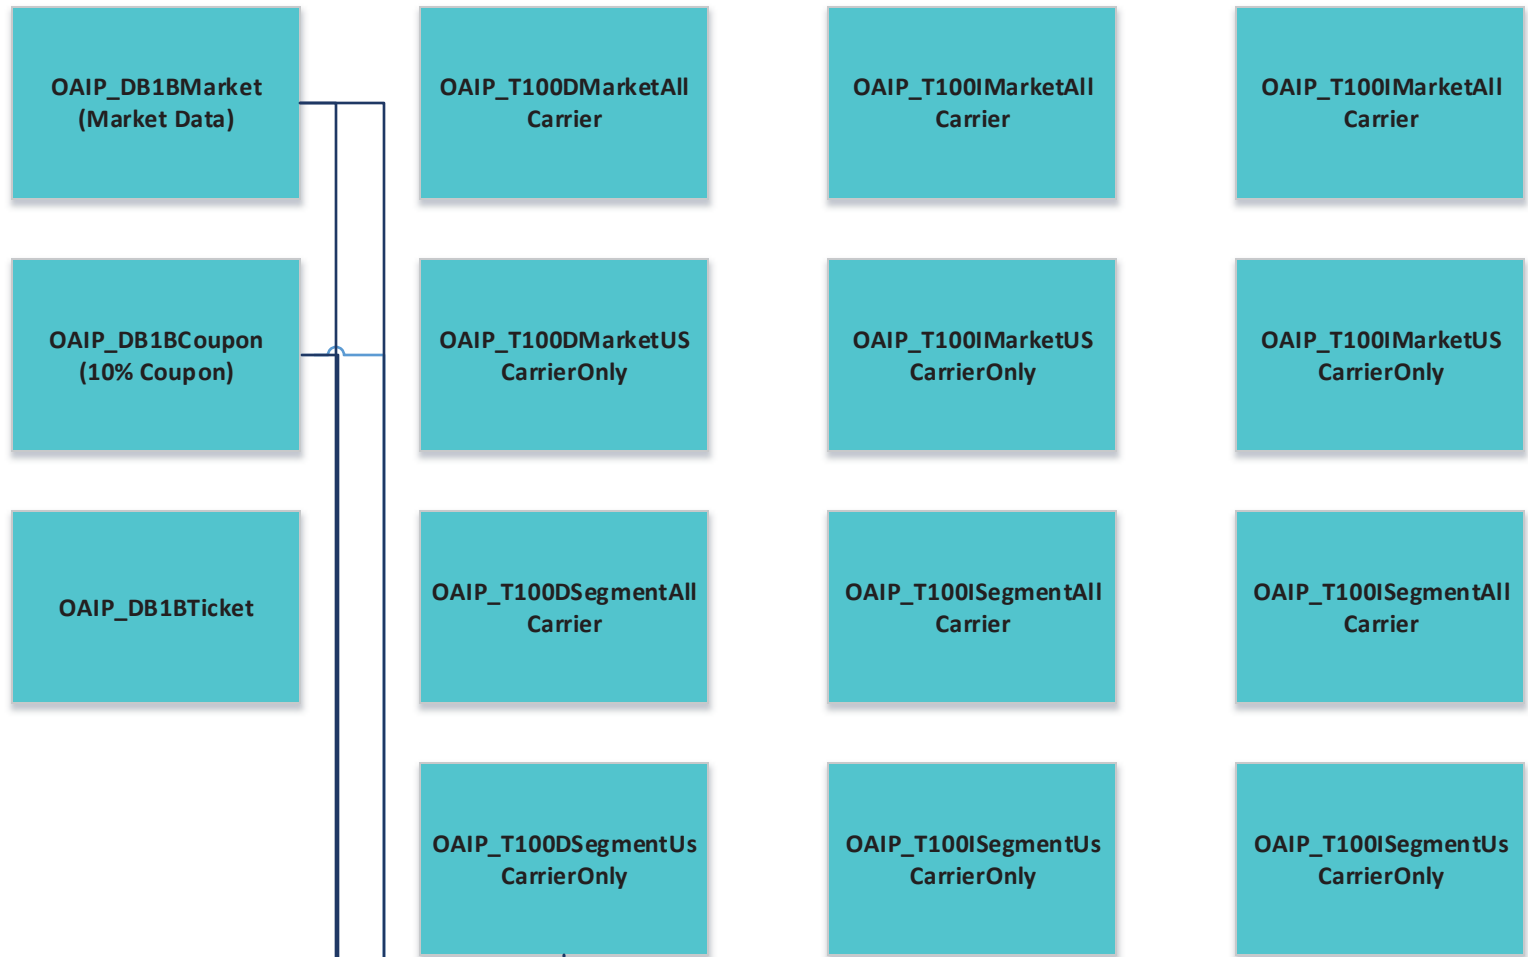 OAIP_DB1BMarket
(Market Data)
OAIP_T100DMarketAll
Carrier
OAIP_T100IMarketAll
Carrier
OAIP_T100IMarketAll
Carrier
OAIP_DB1BCoupon
(10% Coupon)
OAIP_T100DMarketUS
CarrierOnly
OAIP_T100IMarketUS
CarrierOnly
OAIP_T100IMarketUS
CarrierOnly
OAIP_DB1BTicket
OAIP_T100DSegmentAll
Carrier
OAIP_T100ISegmentAll
Carrier
OAIP_T100ISegmentAll
Carrier
OAIP_T100DSegmentUs
CarrierOnly
OAIP_T100ISegmentUs
CarrierOnly
OAIP_T100ISegmentUs
CarrierOnly